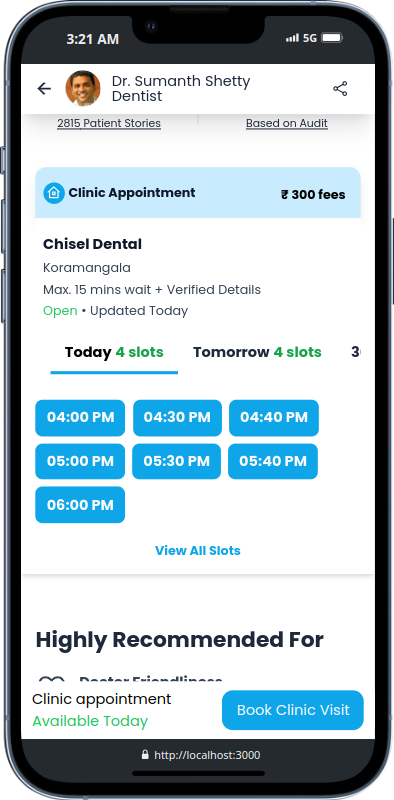 3:21 AM
5G
Dr. Sumanth Shetty
Dentist
2815 Patient Stories
Based on Audit
Clinic Appointment
₹ 300 fees
Chisel Dental
Koramangala
Max. 15 mins wait + Verified Details
Open • Updated Today
Today 4 slots
Tomorrow 4 slots
04:00 PM
04:30 PM
04:40 PM
05:00 PM
05:30 PM
05:40 PM
06:00 PM
View All Slots
Highly Recommended For
Doctor Friendliness
Clinic appointment
Available Today
Book Clinic Visit
http://localhost:3000